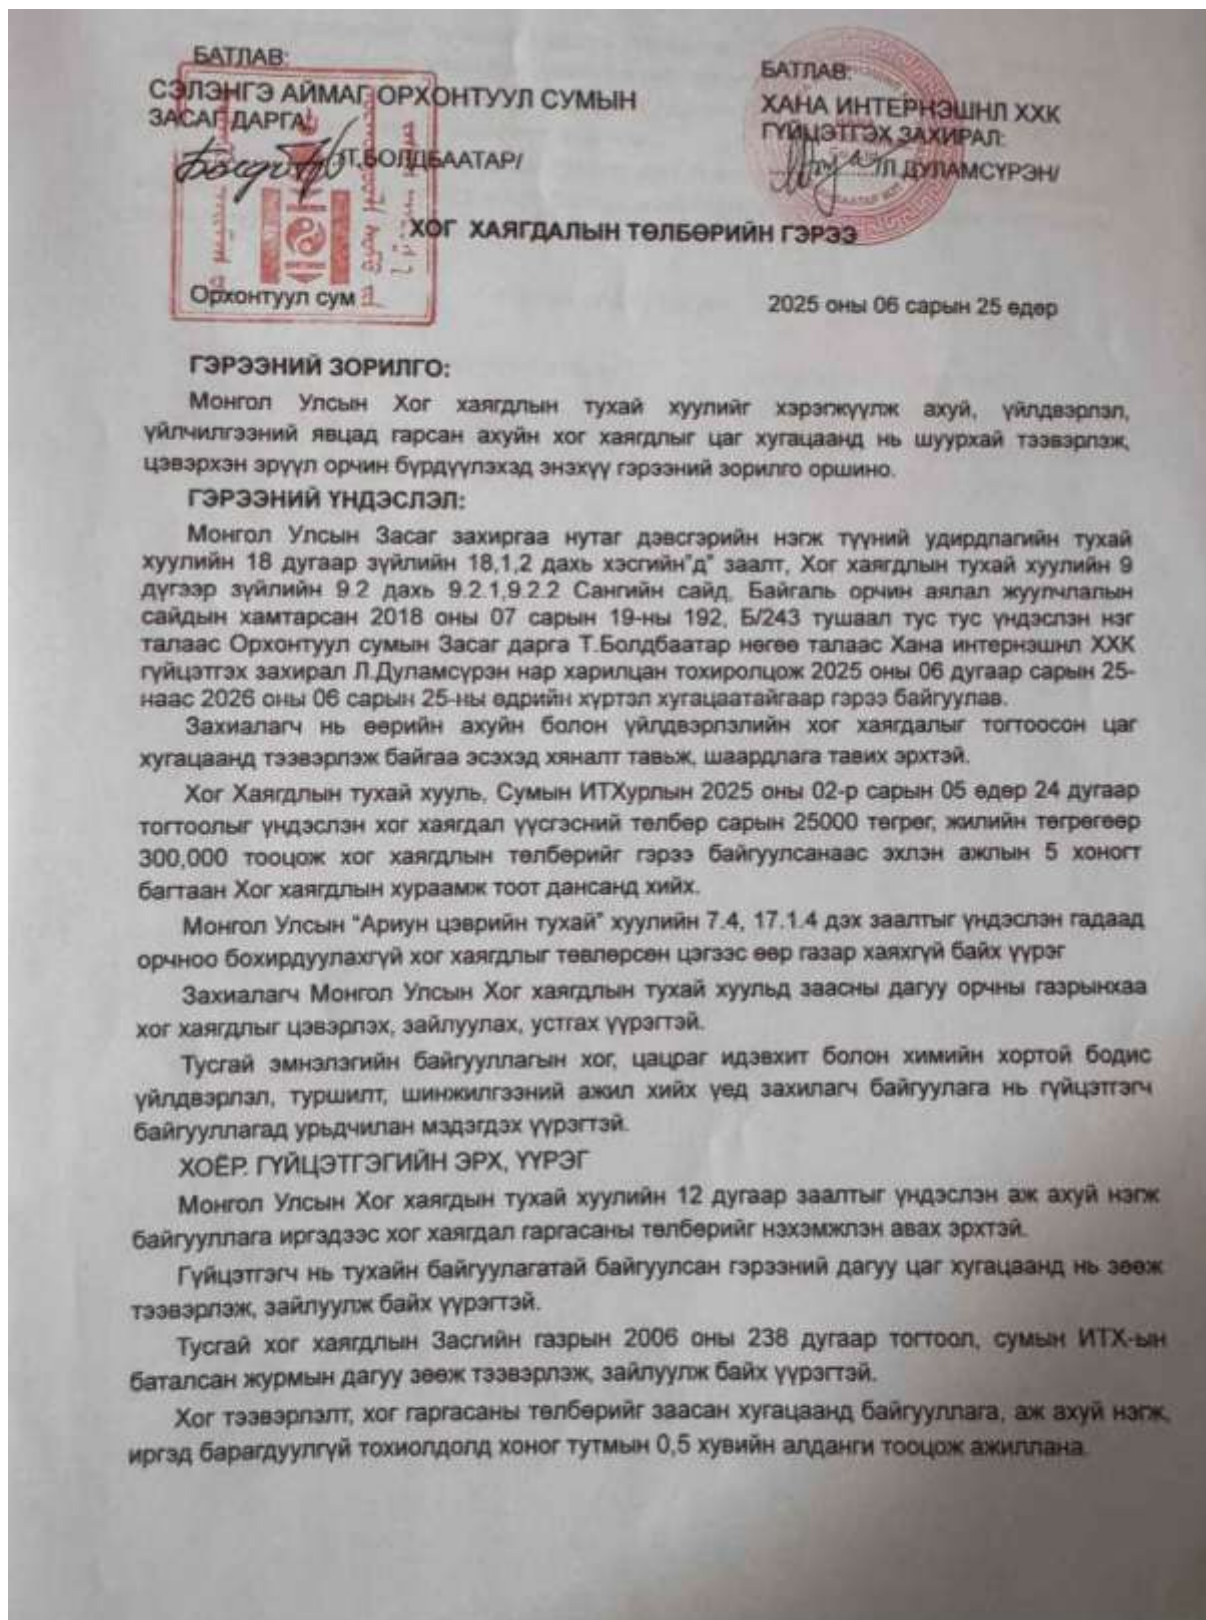 БАТЛАВ:
СЭЛЭНГЭ АЙМАГ ОРХОНТУУЛ СУМЫН
ЗАСАГ ДАРГА
/Т.БОЛДБААТАР/
БАТЛАВ:
ХАНА ИНТЕРНЭШНЛ ХХК
ГҮЙЦЭТГЭХ ЗАХИРАЛ:
/Л.ДУЛАМСҮРЭН/
ХОГ ХАЯГДАЛЫН ТӨЛБӨРИЙН ГЭРЭЭ
Орхонтуул сум
2025 оны 06 сарын 25 өдөр
ГЭРЭЭНИЙ ЗОРИЛГО:
Монгол Улсын Хог хаягдлын тухай хуулийг хэрэгжүүлж ахуй, үйлдвэрлэл,
үйлчилгээний явцад гарсан ахуйн хог хаягдлыг цаг хугацаанд нь шуурхай тээвэрлэж,
цэвэрхэн эрүүл орчин бүрдүүлэхэд энэхүү гэрээний зорилго оршино.
ГЭРЭЭНИЙ ҮНДЭСЛЭЛ:
Монгол Улсын Засаг захиргаа нутаг дэвсгэрийн нэгж түүний удирдлагийн тухай
хуулийн 18 дугаар зүйлийн 18,1,2 дахь хэсгийн"д" заалт, Хог хаягдлын тухай хуулийн 9
дүгээр зүйлийн 9.2 дахь 9.2.1,9.2.2 Сангийн сайд, Байгаль орчин аялал жуулчлалын
сайдын хамтарсан 2018 оны 07 сарын 19-ны 192, Б/243 тушаал тус тус үндэслэн нэг
талаас Орхонтуул сумын Засаг дарга Т.Болдбаатар нөгөө талаас Хана интернэшнл ХХК
гүйцэтгэх захирал Л.Дуламсүрэн нар харилцан тохиролцож 2025 оны 06 дугаар сарын 25-
наас 2026 оны 06 сарын 25-ны өдрийн хүртэл хугацаатайгаар гэрээ байгуулав.
Захиалагч нь өөрийн ахуйн болон үйлдвэрлэлийн хог хаягдалыг тогтоосон цаг
хугацаанд тээвэрлэж байгаа эсэхэд хяналт тавьж, шаардлага тавих эрхтэй.
Хог Хаягдлын тухай хууль, Сумын ИТХурлын 2025 оны 02-р сарын 05 өдөр 24 дугаар
тогтоолыг үндэслэн хог хаягдал үүсгэсний төлбөр сарын 25000 төгрөг, жилийн төгрөгөөр
300,000 тооцож хог хаягдлын төлбөрийг гэрээ байгуулсанаас эхлэн ажлын 5 хоногт
багтаан Хог хаягдлын хураамж тоот дансанд хийх.
Монгол Улсын "Ариун цэврийн тухай" хуулийн 7.4, 17.1.4 дэх заалтыг үндэслэн гадаад
орчноо бохирдуулахгүй хог хаягдлыг төвлөрсөн цэгээс өөр газар хаяхгүй байх үүрэг
Захиалагч Монгол Улсын Хог хаягдлын тухай хуульд заасны дагуу орчны газрынхаа
хог хаягдлыг цэвэрлэх, зайлуулах, устгах үүрэгтэй.
Тусгай эмнэлэгийн байгууллагын хог, цацраг идэвхит болон химийн хортой бодис
үйлдвэрлэл, туршилт, шинжилгээний ажил хийх үед захилагч байгуулага нь гүйцэтгэгч
байгууллагад урьдчилан мэдэгдэх үүрэгтэй.
ХОЁР. ГҮЙЦЭТГЭГИЙН ЭРХ, ҮҮРЭГ
Монгол Улсын Хог хаягдын тухай хуулийн 12 дугаар заалтыг үндэслэн аж ахуй нэгж
байгууллага иргэдээс хог хаягдал гаргасаны төлбөрийг нэхэмжлэн авах эрхтэй.
Гүйцэтгэгч нь тухайн байгуулагатай байгуулсан гэрээний дагуу цаг хугацаанд нь зөөж
тээвэрлэж, зайлуулж байх үүрэгтэй.
Тусгай хог хаягдлын Засгийн газрын 2006 оны 238 дугаар тогтоол, сумын ИТХ-ын
баталсан журмын дагуу зөөж тээвэрлэж, зайлуулж байх үүрэгтэй.
Хог тээвэрлэлт, хог гаргасаны төлбөрийг заасан хугацаанд байгууллага, аж ахуй нэгж,
иргэд барагдуулгүй тохиолдолд хоног тутмын 0,5 хувийн алданги тооцож ажиллана.